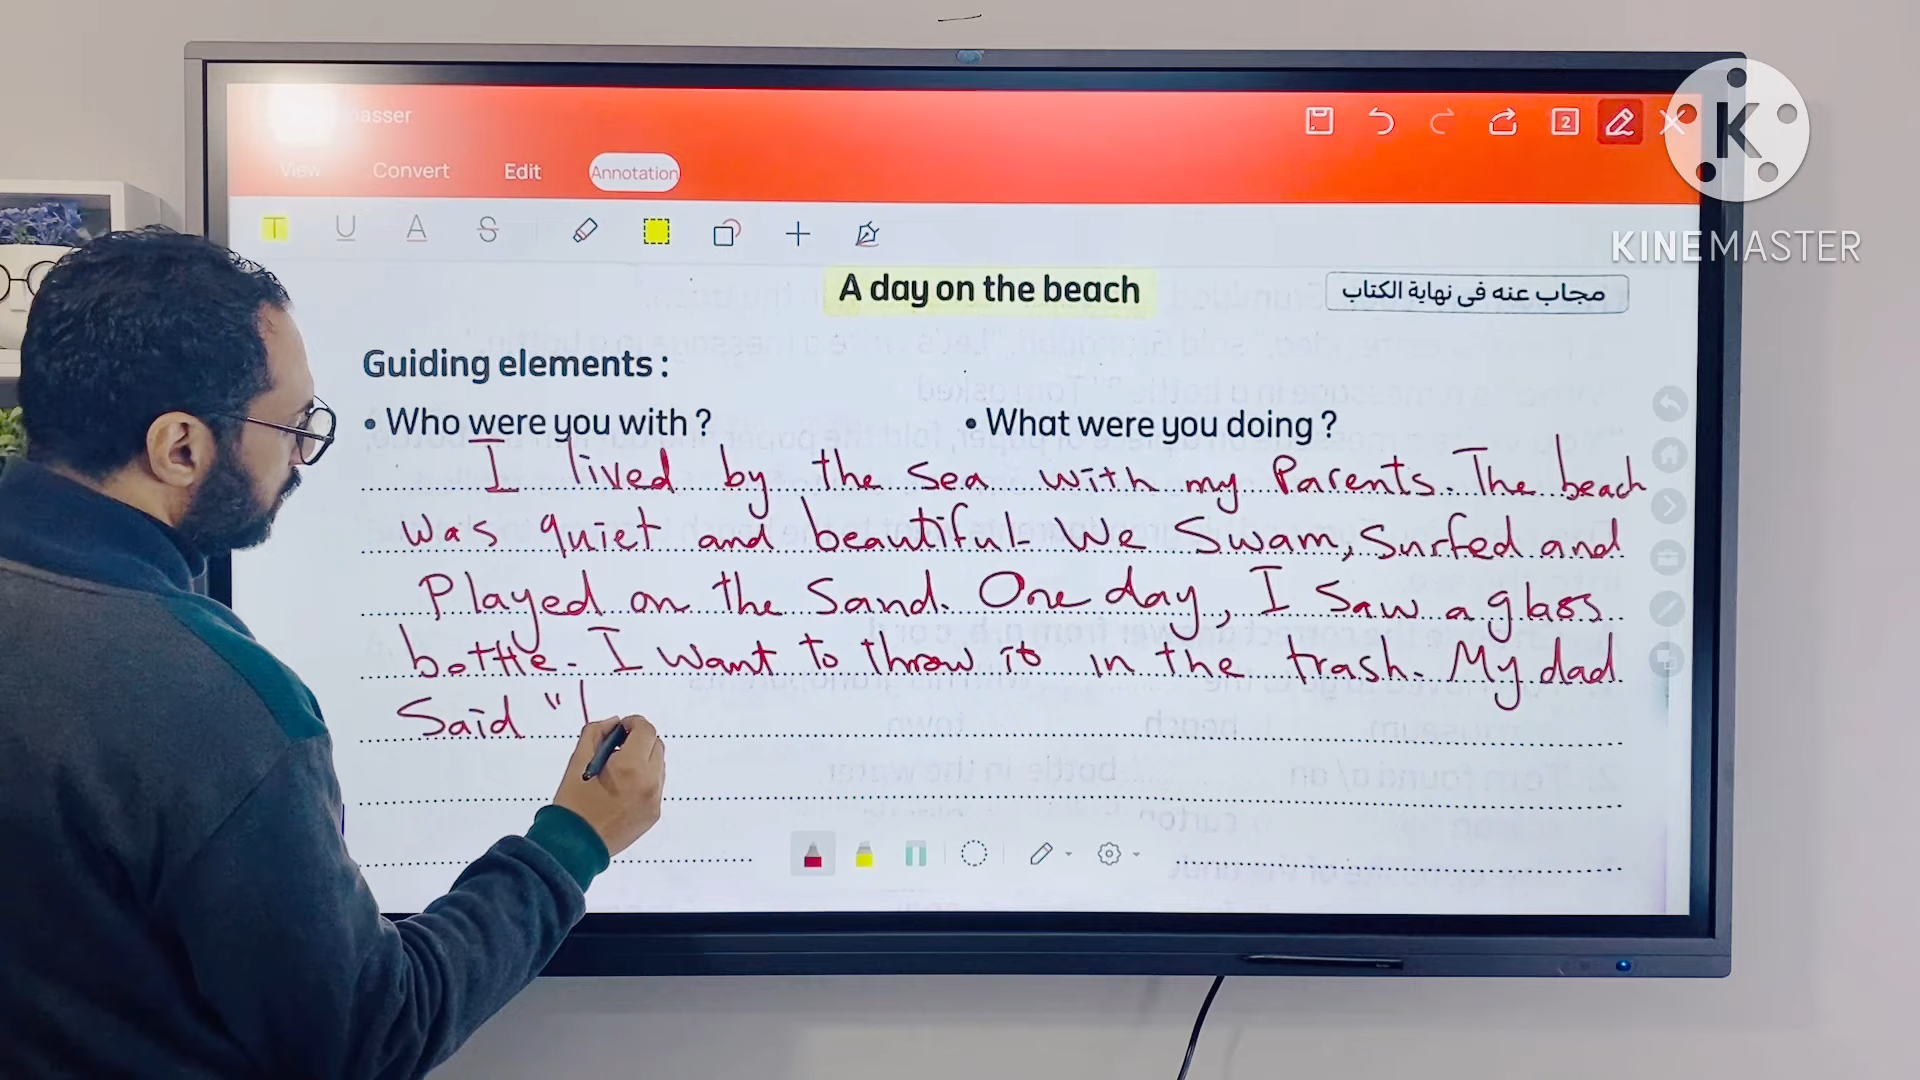 passer
View Convert Edit Annotation
2
K
KINEMASTER
T U A S
A day on the beach
مجاب عنه فى نهاية الكتاب
Guiding elements :
• Who were you with ? • What were you doing ?
I lived by the sea with my Parents. The beach
was quiet and beautiful. We Swam, Surfed and
Played on the Sand. One day, I Saw a glass
bottle. I want to throw it in the trash. My dad
Said "